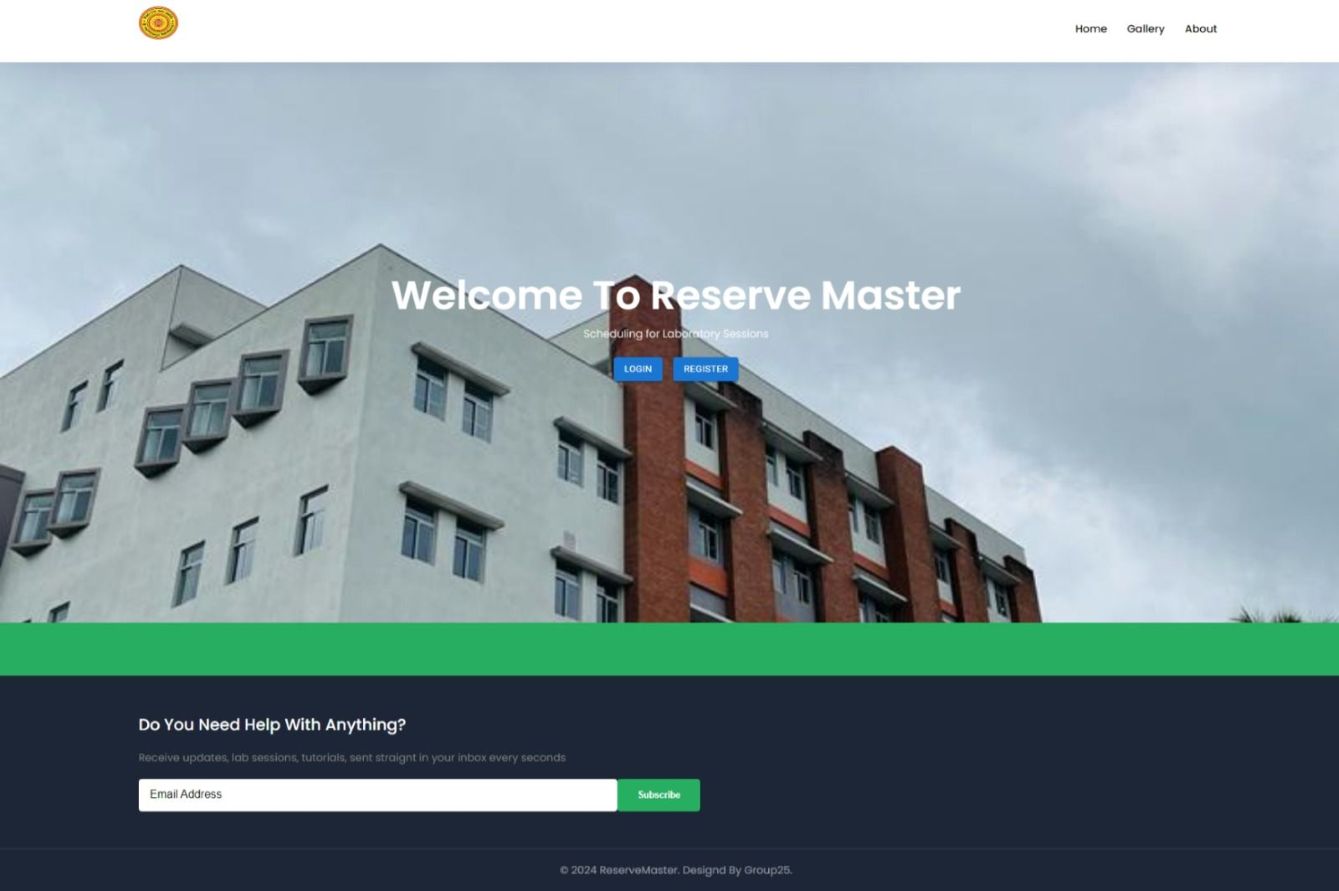 Home Gallery About
Welcome To Reserve Master
Scheduling for Laboratory Sessions
LOGIN REGISTER
Do You Need Help With Anything?
Receive updates, lab sessions, tutorials, sent straignt in your inbox every seconds
Email Address Subscribe
© 2024 ReserveMaster. Designd By Group25.